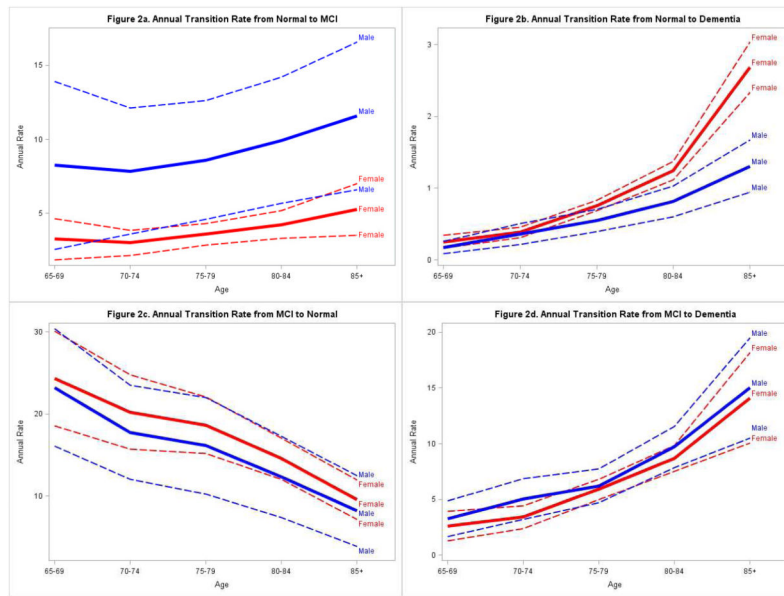 Figure 2a. Annual Transition Rate from Normal to MCI
15
10
5
Annual Rate
Male
Male
Female
Male
Female
Female
65-69 70-74 75-79 80-84 85+
Age
Figure 2b. Annual Transition Rate from Normal to Dementia
3
2
1
0
Annual Rate
Female
Female
Female
Male
Male
Male
65-69 70-74 75-79 80-84 85+
Age
Figure 2c. Annual Transition Rate from MCI to Normal
30
20
10
Annual Rate
Male
Female
Female
Male
Female
Male
65-69 70-74 75-79 80-84 85+
Age
Figure 2d. Annual Transition Rate from MCI to Dementia
20
15
10
5
0
Annual Rate
Male
Female
Male
Female
Male
Female
65-69 70-74 75-79 80-84 85+
Age